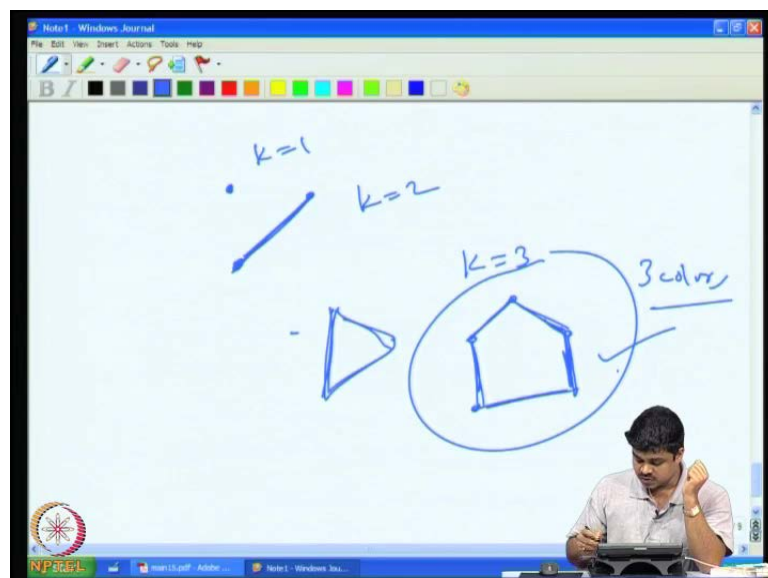 Note1 - Windows Journal
File Edit View Insert Actions Tools Help
B I
k=1
k=2
k=3
3 colors
NPTEL
main15.pdf - Adobe ...
Note1 - Windows Jou...